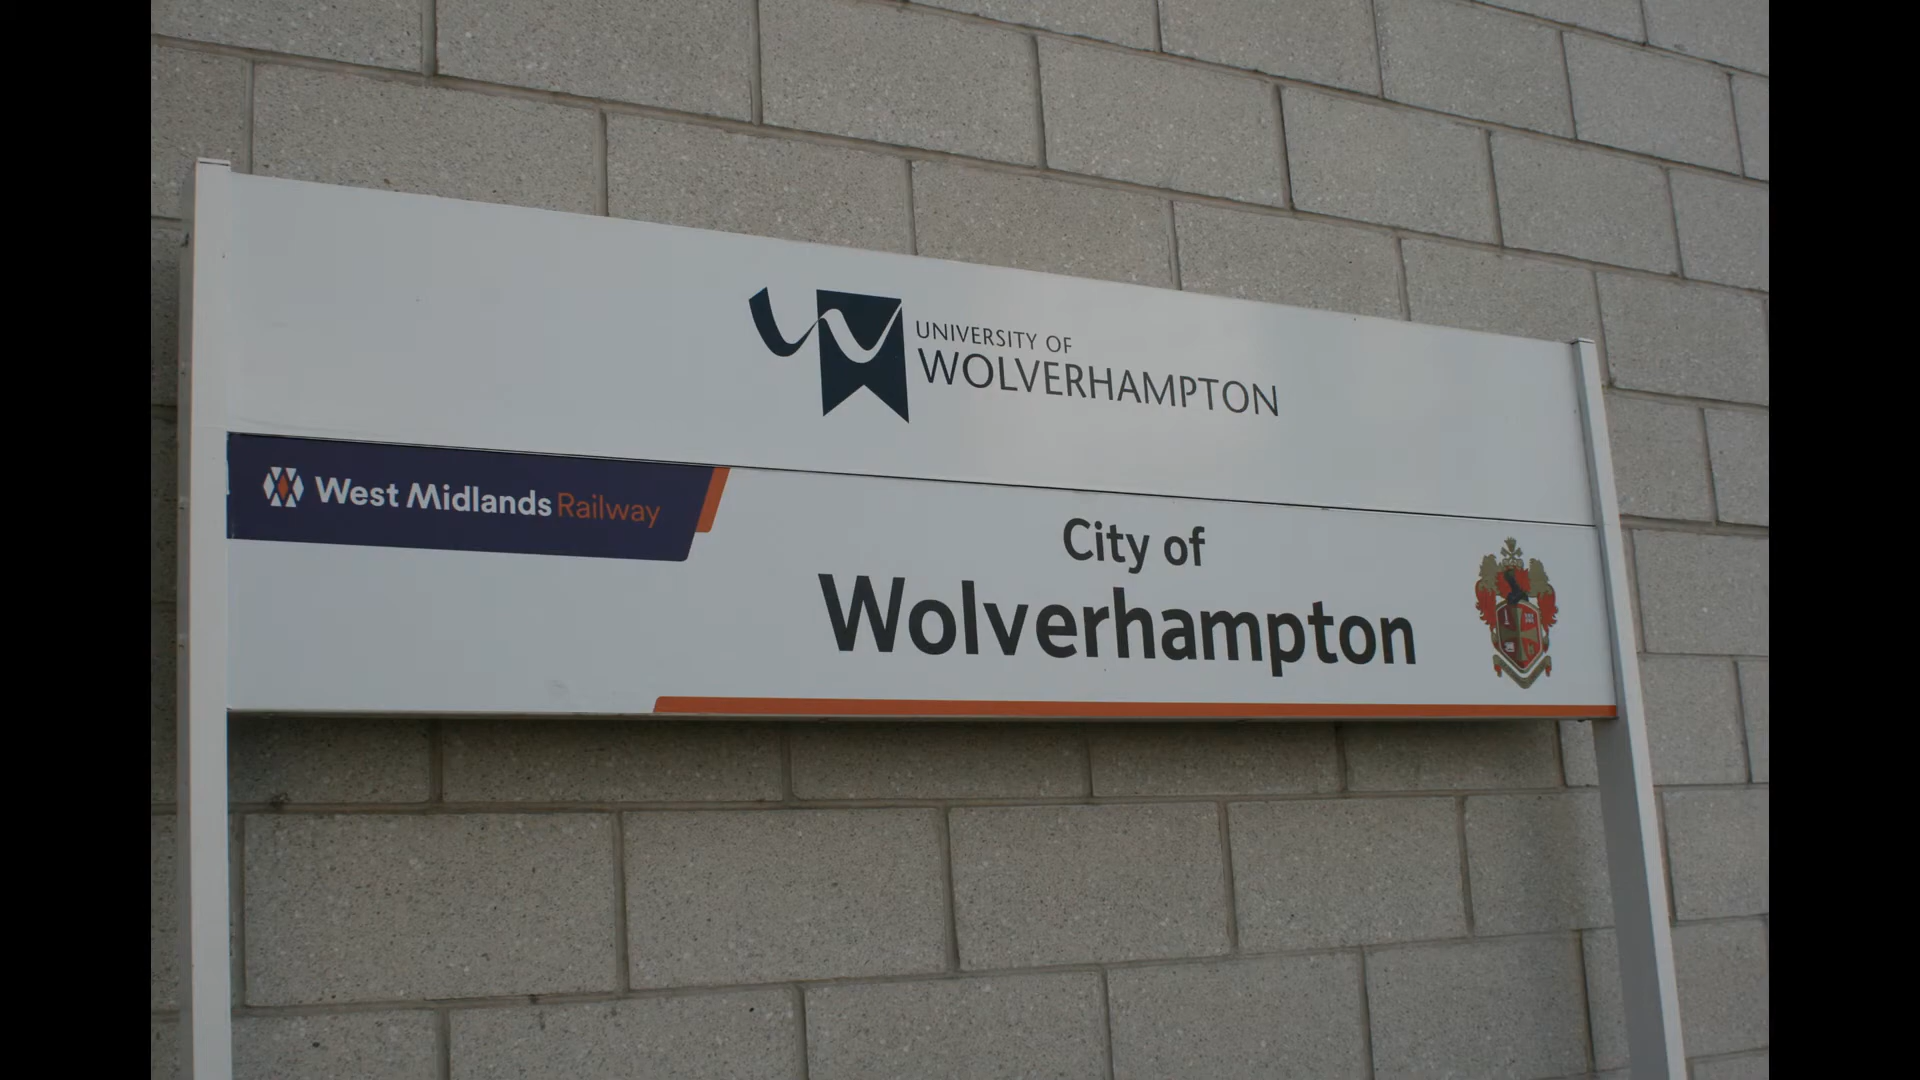 UNIVERSITY OF
WOLVERHAMPTON
West Midlands Railway
City of
Wolverhampton